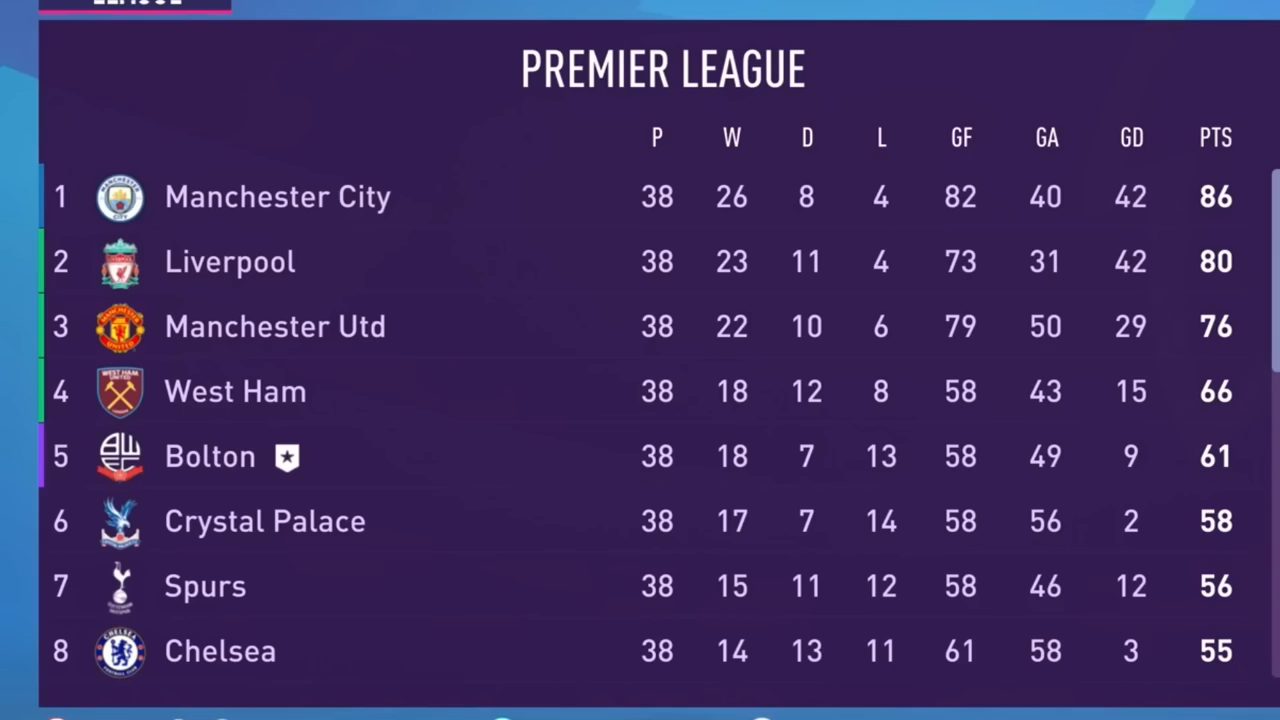 PREMIER LEAGUE
P W D L GF GA GD PTS
1 Manchester City 38 26 8 4 82 40 42 86
2 Liverpool 38 23 11 4 73 31 42 80
3 Manchester Utd 38 22 10 6 79 50 29 76
4 West Ham 38 18 12 8 58 43 15 66
5 Bolton 38 18 7 13 58 49 9 61
6 Crystal Palace 38 17 7 14 58 56 2 58
7 Spurs 38 15 11 12 58 46 12 56
8 Chelsea 38 14 13 11 61 58 3 55